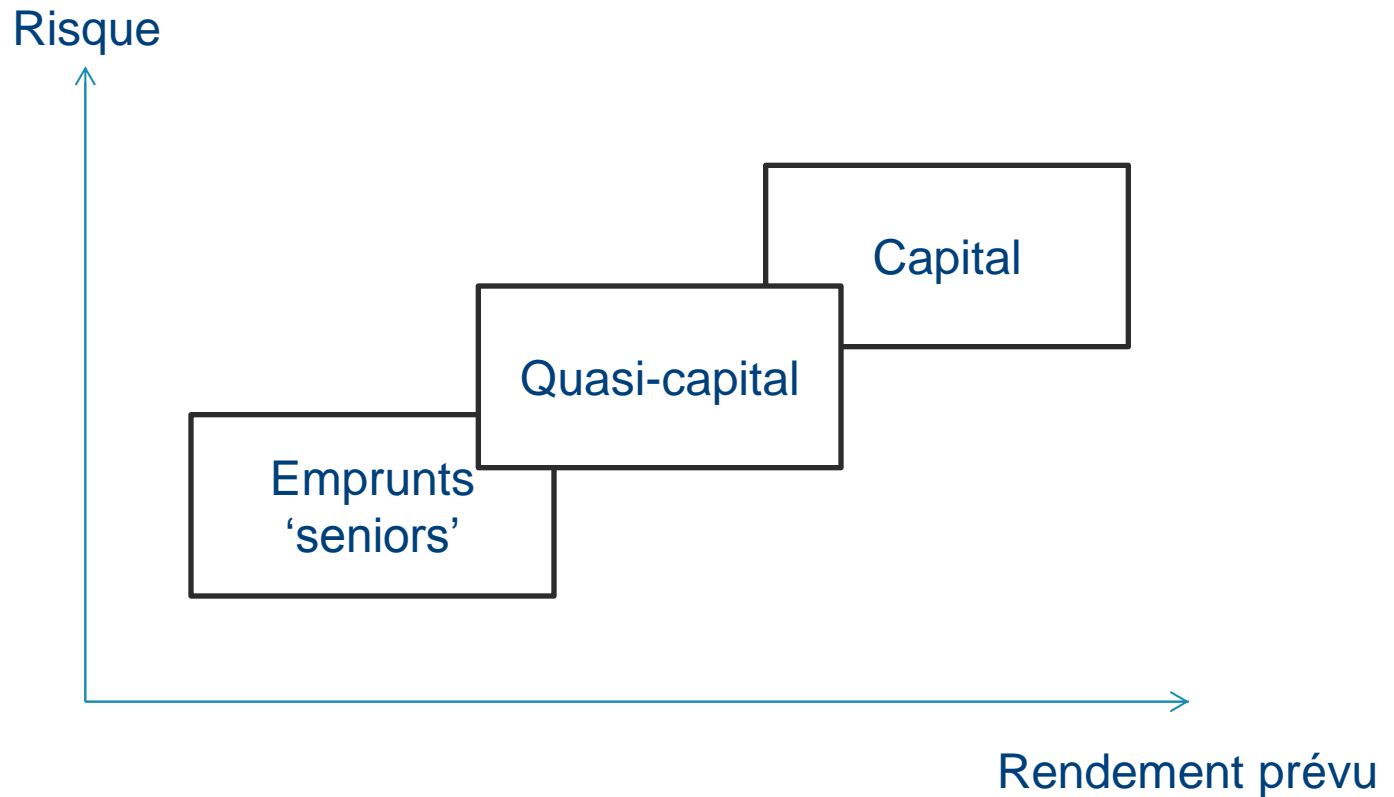 Risque
Capital
Quasi-capital
Emprunts
‘seniors’
Rendement prévu